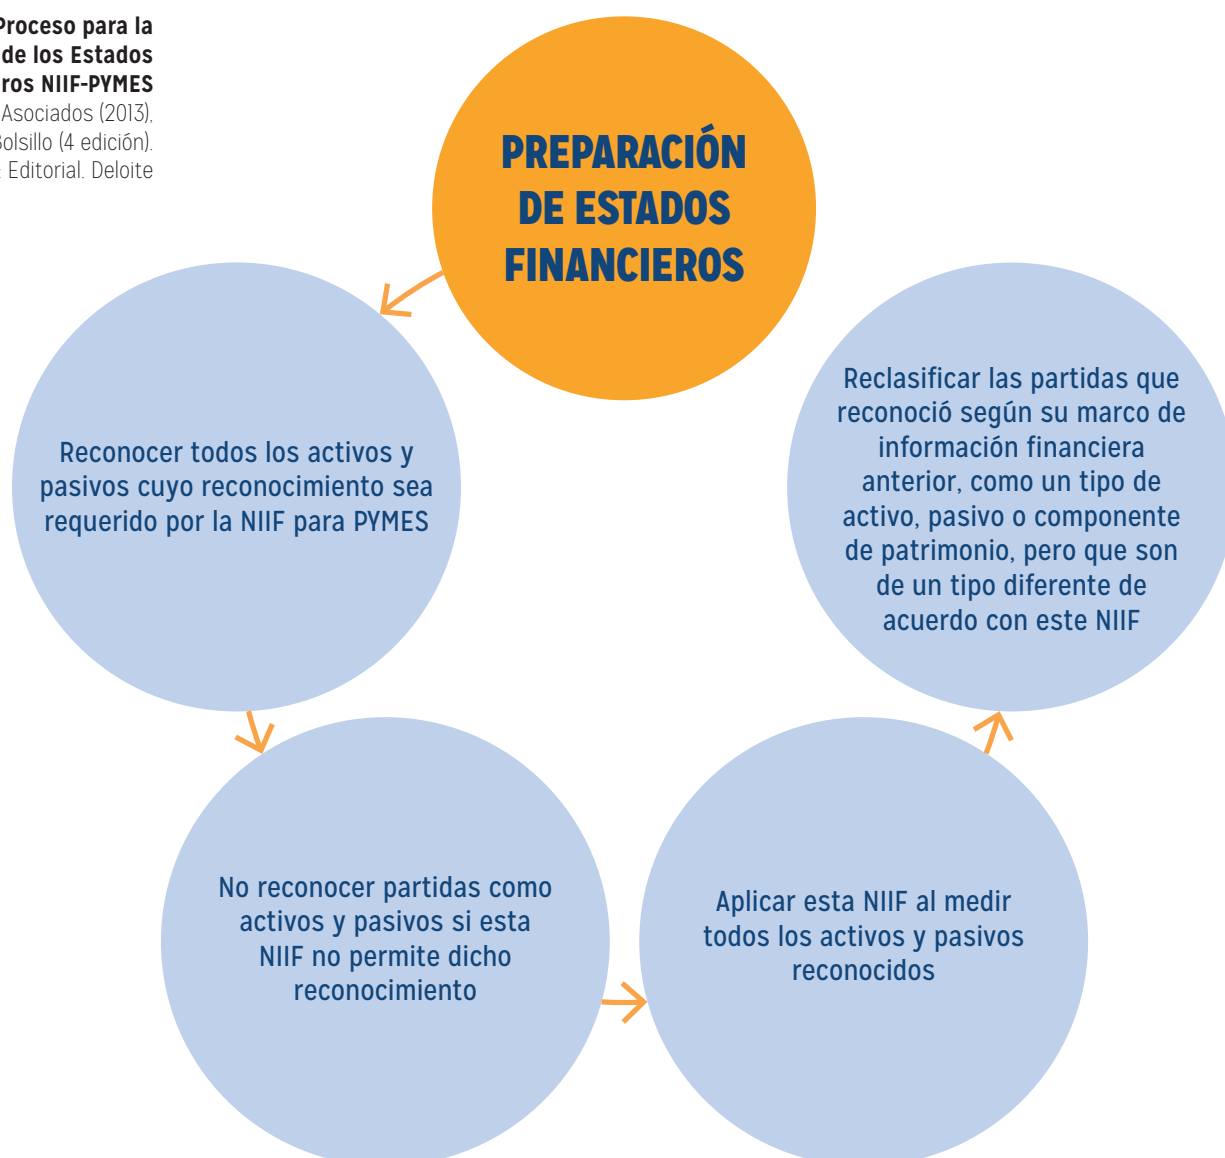 Proceso para la
de los Estados
ros NIIF-PYMES
Asociados (2013),
olsillo (4 edición).
Editorial. Deloite
PREPARACIÓN
DE ESTADOS
FINANCIEROS
Reconocer todos los activos y
pasivos cuyo reconocimiento sea
requerido por la NIIF para PYMES
No reconocer partidas como
activos y pasivos si esta
NIIF no permite dicho
reconocimiento
Aplicar esta NIIF al medir
todos los activos y pasivos
reconocidos
Reclasificar las partidas que
reconoció según su marco de
información financiera
anterior, como un tipo de
activo, pasivo o componente
de patrimonio, pero que son
de un tipo diferente de
acuerdo con este NIIF